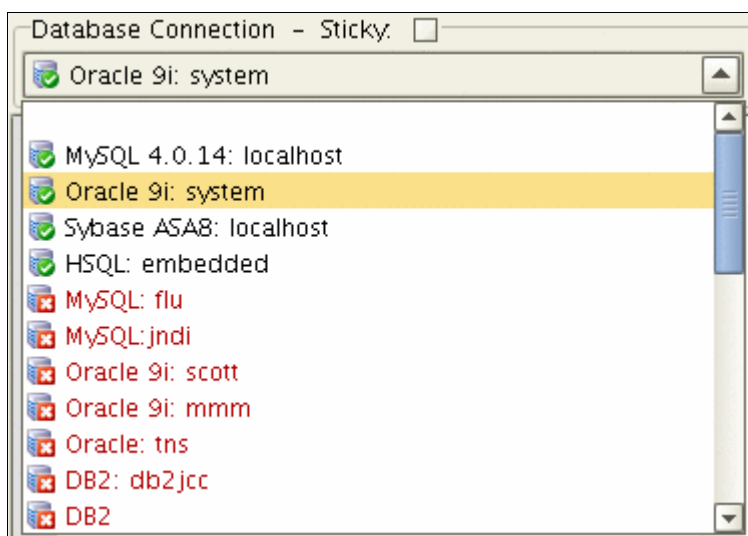 Database Connection – Sticky:
Oracle 9i: system
MySQL 4.0.14: localhost
Oracle 9i: system
Sybase ASA8: localhost
HSQL: embedded
MySQL: flu
MySQL:jndi
Oracle 9i: scott
Oracle 9i: mmm
Oracle: tns
DB2: db2jcc
DB2